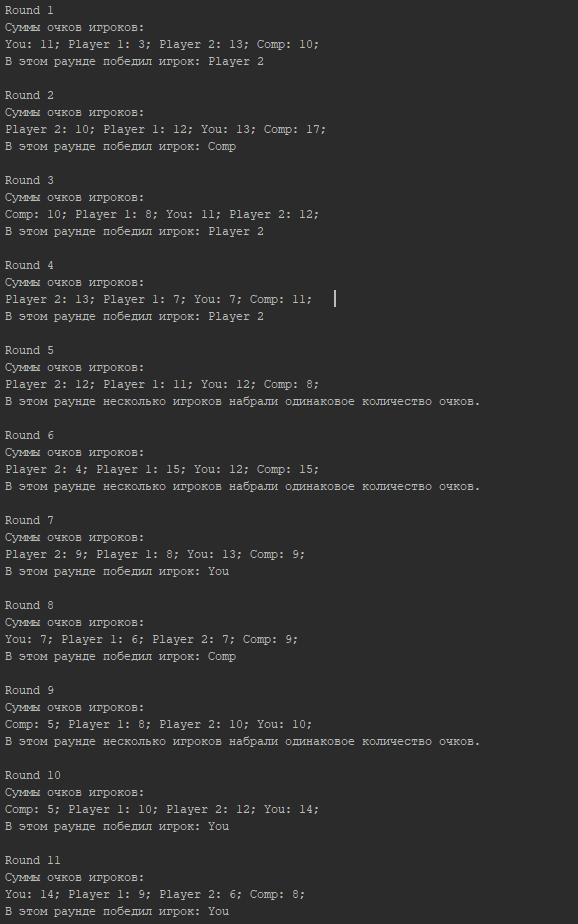 Round 1
Суммы очков игроков:
You: 11; Player 1: 3; Player 2: 13; Comp: 10;
В этом раунде победил игрок: Player 2
Round 2
Суммы очков игроков:
Player 2: 10; Player 1: 12; You: 13; Comp: 17;
В этом раунде победил игрок: Comp
Round 3
Суммы очков игроков:
Comp: 10; Player 1: 8; You: 11; Player 2: 12;
В этом раунде победил игрок: Player 2
Round 4
Суммы очков игроков:
Player 2: 13; Player 1: 7; You: 7; Comp: 11;
В этом раунде победил игрок: Player 2
Round 5
Суммы очков игроков:
Player 2: 12; Player 1: 11; You: 12; Comp: 8;
В этом раунде несколько игроков набрали одинаковое количество очков.
Round 6
Суммы очков игроков:
Player 2: 4; Player 1: 15; You: 12; Comp: 15;
В этом раунде несколько игроков набрали одинаковое количество очков.
Round 7
Суммы очков игроков:
Player 2: 9; Player 1: 8; You: 13; Comp: 9;
В этом раунде победил игрок: You
Round 8
Суммы очков игроков:
You: 7; Player 1: 6; Player 2: 7; Comp: 9;
В этом раунде победил игрок: Comp
Round 9
Суммы очков игроков:
Comp: 5; Player 1: 8; Player 2: 10; You: 10;
В этом раунде несколько игроков набрали одинаковое количество очков.
Round 10
Суммы очков игроков:
Comp: 5; Player 1: 10; Player 2: 12; You: 14;
В этом раунде победил игрок: You
Round 11
Суммы очков игроков:
You: 14; Player 1: 9; Player 2: 6; Comp: 8;
В этом раунде победил игрок: You